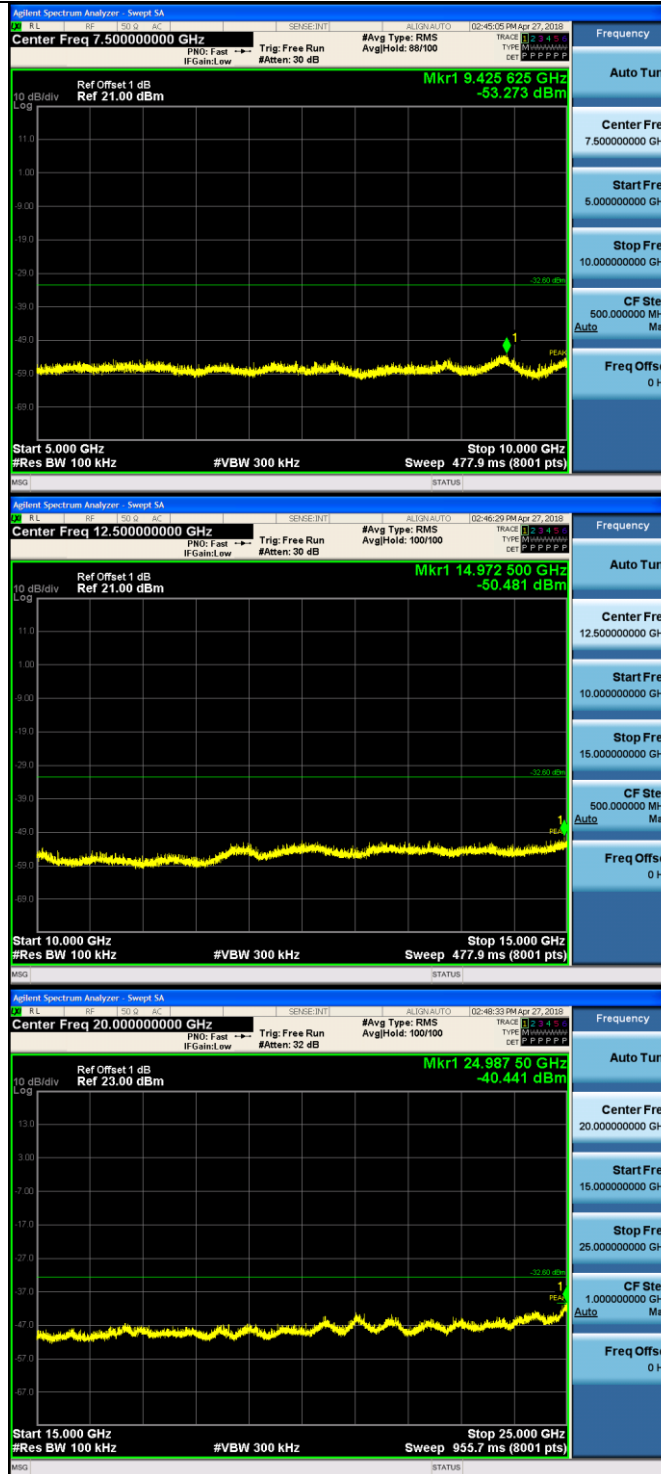 Agilent Spectrum Analyzer - Swept SA
RL RF 50 Ω AC SENSE:INT ALIGNAUTO 02:45:05 PM Apr 27, 2018
Center Freq 7.500000000 GHz #Avg Type: RMS TRACE 1 2 3 4 5 6
PNO: Fast Trig: Free Run Avg|Hold: 88/100 TYPE M
IFGain:Low #Atten: 30 dB DET P P P P P P
Frequency
Auto Tun
Mkr1 9.425 625 GHz
Ref Offset 1 dB
10 dB/div Ref 21.00 dBm -53.273 dBm
Log
11.0
1.00
-9.00
-19.0
-29.0
-32.60 dBm
-39.0
-49.0
1
PEAK
-59.0
-69.0
Center Fre
7.500000000 GH
Start Fre
5.000000000 GH
Stop Fre
10.000000000 GH
CF Ste
500.000000 MH
Auto Ma
Freq Offse
0 H
Start 5.000 GHz Stop 10.000 GHz
#Res BW 100 kHz #VBW 300 kHz Sweep 477.9 ms (8001 pts)
MSG STATUS
Agilent Spectrum Analyzer - Swept SA
RL RF 50 Ω AC SENSE:INT ALIGNAUTO 02:46:29 PM Apr 27, 2018
Center Freq 12.500000000 GHz #Avg Type: RMS TRACE 1 2 3 4 5 6
PNO: Fast Trig: Free Run Avg|Hold: 100/100 TYPE M
IFGain:Low #Atten: 30 dB DET P P P P P P
Frequency
Auto Tun
Mkr1 14.972 500 GHz
Ref Offset 1 dB
10 dB/div Ref 21.00 dBm -50.481 dBm
Log
11.0
1.00
-9.00
-19.0
-29.0
-32.60 dBm
-39.0
1
-49.0
PEAK
-59.0
-69.0
Center Fre
12.500000000 GH
Start Fre
10.000000000 GH
Stop Fre
15.000000000 GH
CF Ste
500.000000 MH
Auto Ma
Freq Offse
0 H
Start 10.000 GHz Stop 15.000 GHz
#Res BW 100 kHz #VBW 300 kHz Sweep 477.9 ms (8001 pts)
MSG STATUS
Agilent Spectrum Analyzer - Swept SA
RL RF 50 Ω AC SENSE:INT ALIGNAUTO 02:48:33 PM Apr 27, 2018
Center Freq 20.000000000 GHz #Avg Type: RMS TRACE 1 2 3 4 5 6
PNO: Fast Trig: Free Run Avg|Hold: 100/100 TYPE M
IFGain:Low #Atten: 32 dB DET P P P P P P
Frequency
Auto Tun
Mkr1 24.987 50 GHz
Ref Offset 1 dB
10 dB/div Ref 23.00 dBm -40.441 dBm
Log
13.0
3.00
-7.00
-17.0
-27.0
-32.60 dBm
1
-37.0
PEAK
-47.0
-57.0
-67.0
Center Fre
20.000000000 GH
Start Fre
15.000000000 GH
Stop Fre
25.000000000 GH
CF Ste
1.000000000 GH
Auto Ma
Freq Offse
0 H
Start 15.000 GHz Stop 25.000 GHz
#Res BW 100 kHz #VBW 300 kHz Sweep 955.7 ms (8001 pts)
MSG STATUS